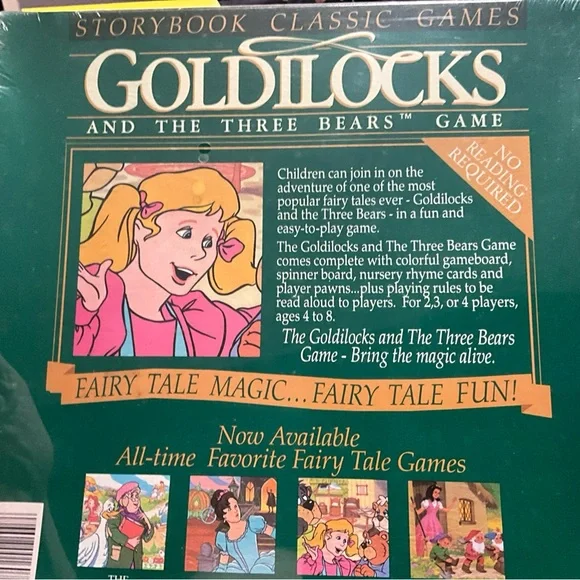 STORYBOOK CLASSIC GAMES
GOLDILOCKS
AND THE THREE BEARS™ GAME
NO
READING
REQUIRED
Children can join in on the
adventure of one of the most
popular fairy tales ever - Goldilocks
and the Three Bears - in a fun and
easy-to-play game.
The Goldilocks and The Three Bears Game
comes complete with colorful gameboard,
spinner board, nursery rhyme cards and
player pawns...plus playing rules to be
read aloud to players. For 2,3, or 4 players,
ages 4 to 8.
The Goldilocks and The Three Bears
Game - Bring the magic alive.
FAIRY TALE MAGIC... FAIRY TALE FUN!
Now Available
All-time Favorite Fairy Tale Games
THE